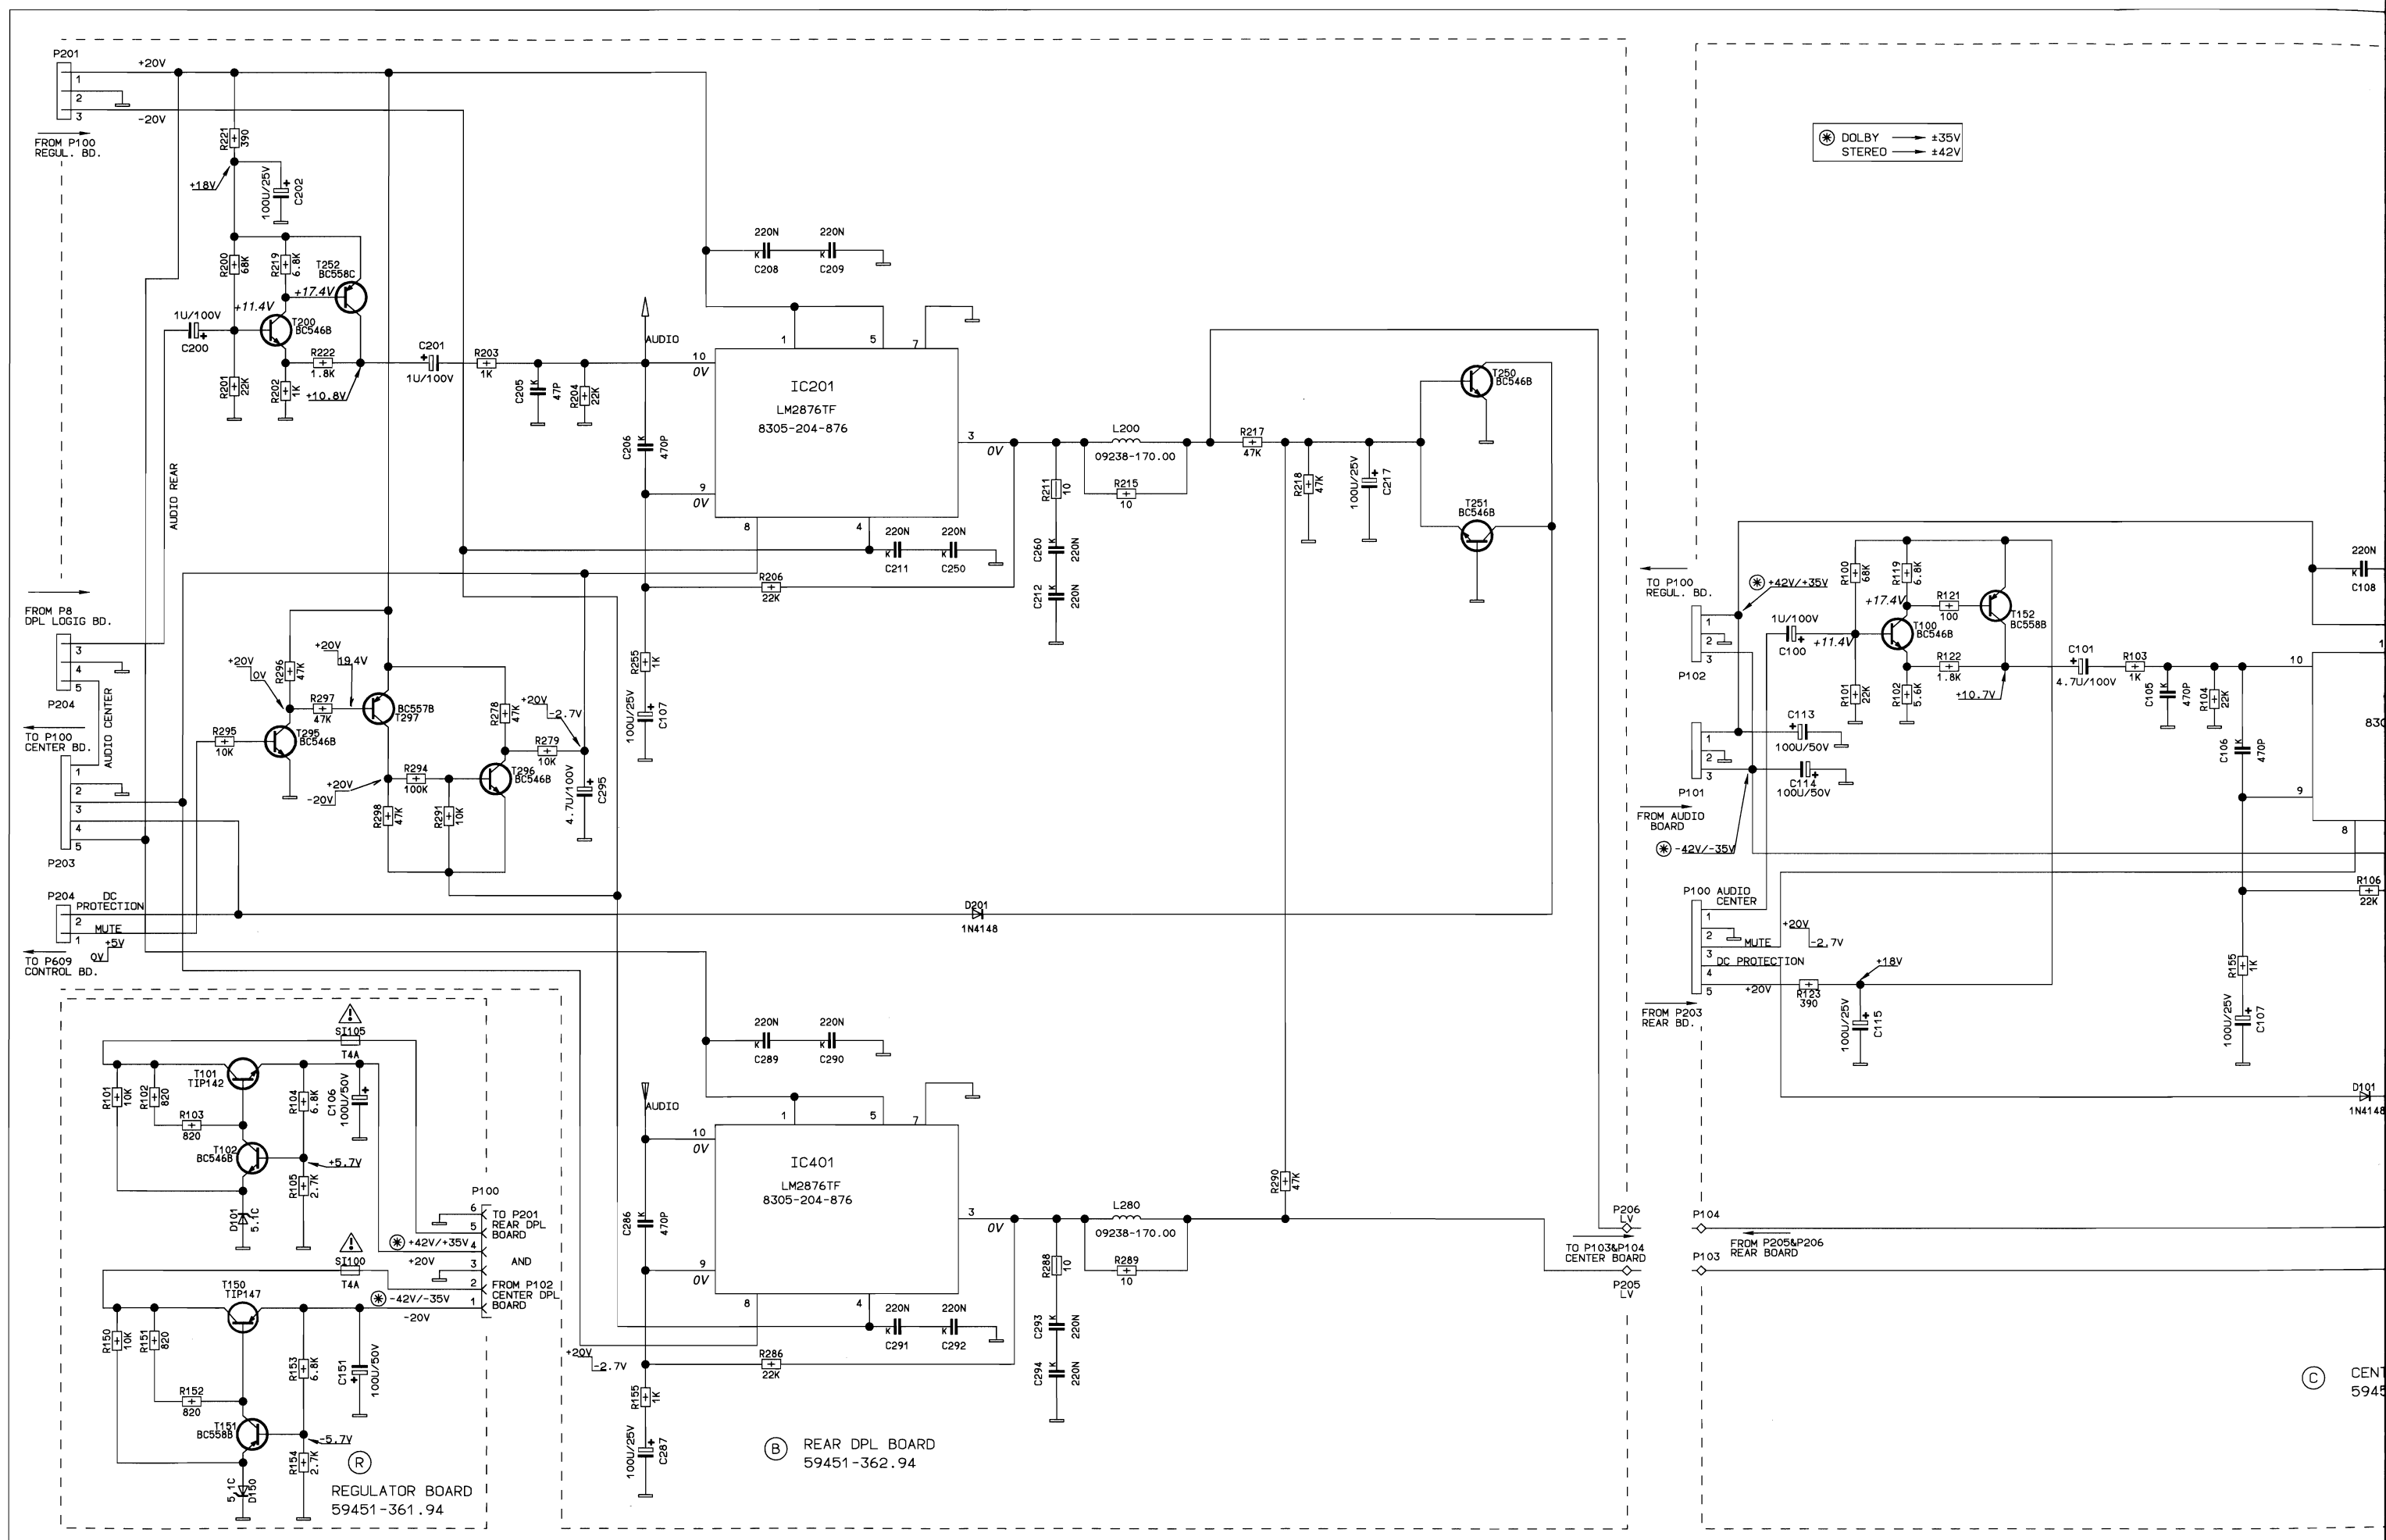 P201
+20V
1
2
3
-20V
FROM P100
REGUL. BD.
R221
390
+18V
100U/25V
C202
R200
68K
R219
6.8K
T252
BC558C
+17.4V
+11.4V
T200
BC546B
1U/100V
C200
R222
1.8K
R201
22K
R202
1K
+10.8V
C201
1U/100V
R203
1K
C205
47P
R204
22K
AUDIO REAR
AUDIO
220N
220N
C208
C209
K
K
1
5
7
10
0V
IC201
LM2876TF
8305-204-876
C206
470P
K
9
0V
3
0V
8
4
220N
220N
C211
C250
K
K
R206
22K
R211
10
C260
220N
C212
220N
L200
09238-170.00
R215
10
R217
47K
R218
47K
100U/25V
C217
T250
BC546B
T251
BC546B
FROM P8
DPL LOGIG BD.
3
4
5
P204
TO P100
CENTER BD.
AUDIO CENTER
1
2
3
4
5
P203
+20V
0V
R296
47K
+20V
19.4V
R297
47K
BC557B
T297
R295
10K
T295
BC546B
R278
47K
+20V
-2.7V
R279
10K
+20V
-20V
R294
100K
T296
BC546B
R298
47K
R291
10K
4.7U/100V
C295
R255
1K
100U/25V
C107
P204
DC
PROTECTION
2
MUTE
1
+5V
0V
TO P609
CONTROL BD.
D201
1N4148
SI105
T4A
T101
TIP142
R101
10K
R102
820
R103
820
R104
6.8K
C106
100U/50V
T102
BC546B
+5.7V
R105
2.7K
D101
5.1C
P100
6
5
4
3
2
1
TO P201
REAR DPL
BOARD
AND
FROM P102
CENTER DPL
BOARD
+42V/+35V
+20V
SI100
T4A
-42V/-35V
-20V
T150
TIP147
R150
10K
R151
820
R152
820
R153
6.8K
C151
100U/50V
T151
BC558B
-5.7V
R154
2.7K
5.1C
D150
R
REGULATOR BOARD
59451-361.94
220N
220N
C289
C290
K
K
AUDIO
1
5
7
10
0V
IC401
LM2876TF
8305-204-876
C286
470P
K
9
0V
3
0V
8
4
220N
220N
C291
C292
K
K
+20V
-2.7V
R286
22K
R155
1K
100U/25V
C287
R288
10
C293
220N
C294
220N
L280
09238-170.00
R289
10
R290
47K
B
REAR DPL BOARD
59451-362.94
P206
LV
TO P103&P104
CENTER BOARD
P205
LV
P104
FROM P205&P206
REAR BOARD
P103
DOLBY ±35V
STEREO ±42V
TO P100
REGUL. BD.
1
2
3
P102
+42V/+35V
1
2
3
P101
FROM AUDIO
BOARD
-42V/-35V
C113
100U/50V
C114
100U/50V
1U/100V
C100
R100
68K
R119
6.8K
+17.4V
+11.4V
R121
100
T152
BC558B
T100
BC546B
R122
1.8K
R101
22K
R102
5.6K
+10.7V
C101
4.7U/100V
R103
1K
C105
470P
R104
22K
C106
470P
220N
C108
K
10
1
9
8
830
P100 AUDIO
CENTER
1
2
3
4
5
MUTE
+20V
-2.7V
DC PROTECTION
+20V
R123
390
+18V
100U/25V
C115
FROM P203
REAR BD.
R106
22K
R155
1K
100U/25V
C107
D101
1N4148
C
CENT
5945